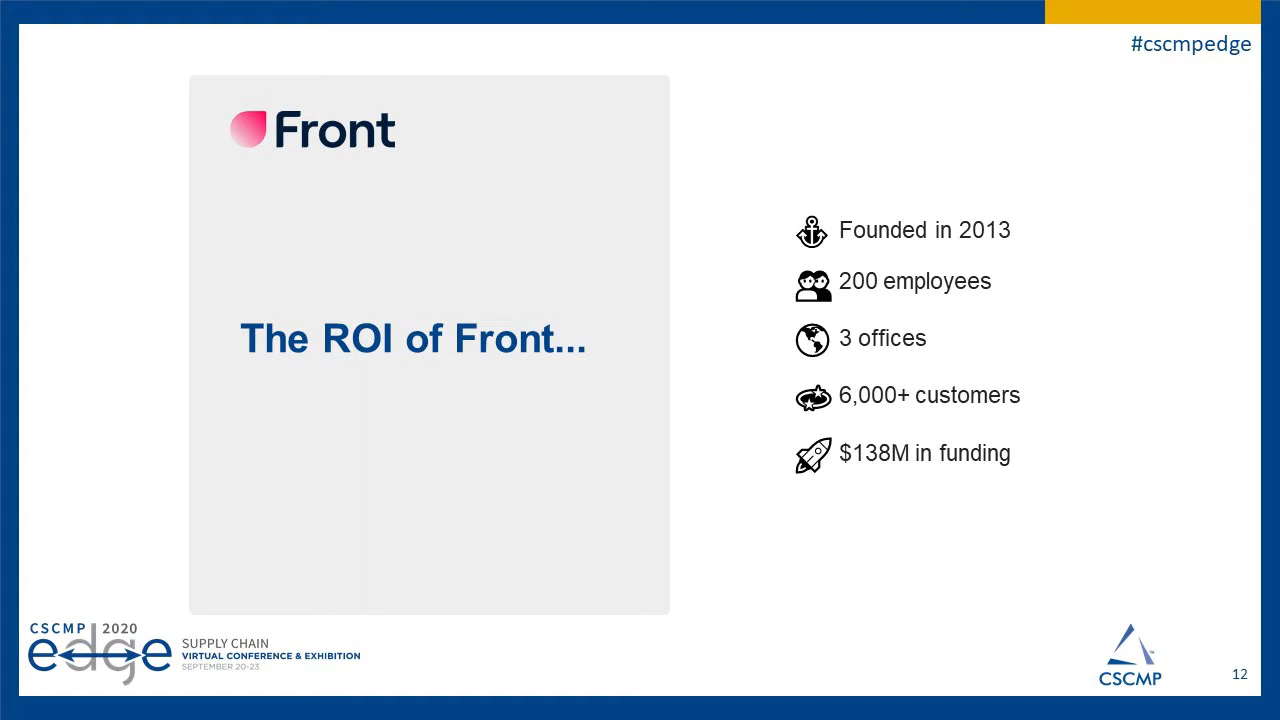 #cscmpedge
Front
The ROI of Front...
Founded in 2013
200 employees
3 offices
6,000+ customers
$138M in funding
CSCMP 2020
edge
SUPPLY CHAIN
VIRTUAL CONFERENCE & EXHIBITION
SEPTEMBER 20-23
CSCMP
12